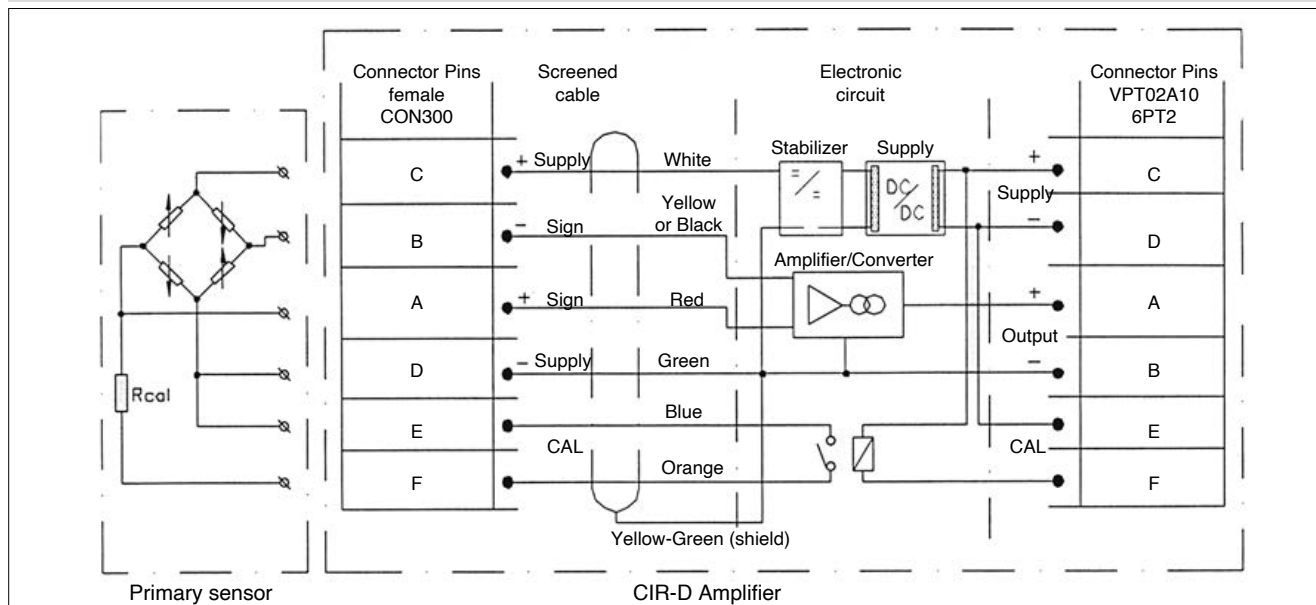 Connector Pins
female
CON300
Screened
cable
Electronic
circuit
Connector Pins
VPT02A10
6PT2
Stabilizer
Supply
C
+ Supply
White
=
=
DC
DC
+
C
Supply
B
- Sign
Yellow
or Black
-
D
Amplifier/Converter
A
+ Sign
Red
+
A
Output
D
- Supply
Green
-
B
Rcal
E
Blue
E
CAL
CAL
F
Orange
F
Yellow-Green (shield)
Primary sensor
CIR-D Amplifier